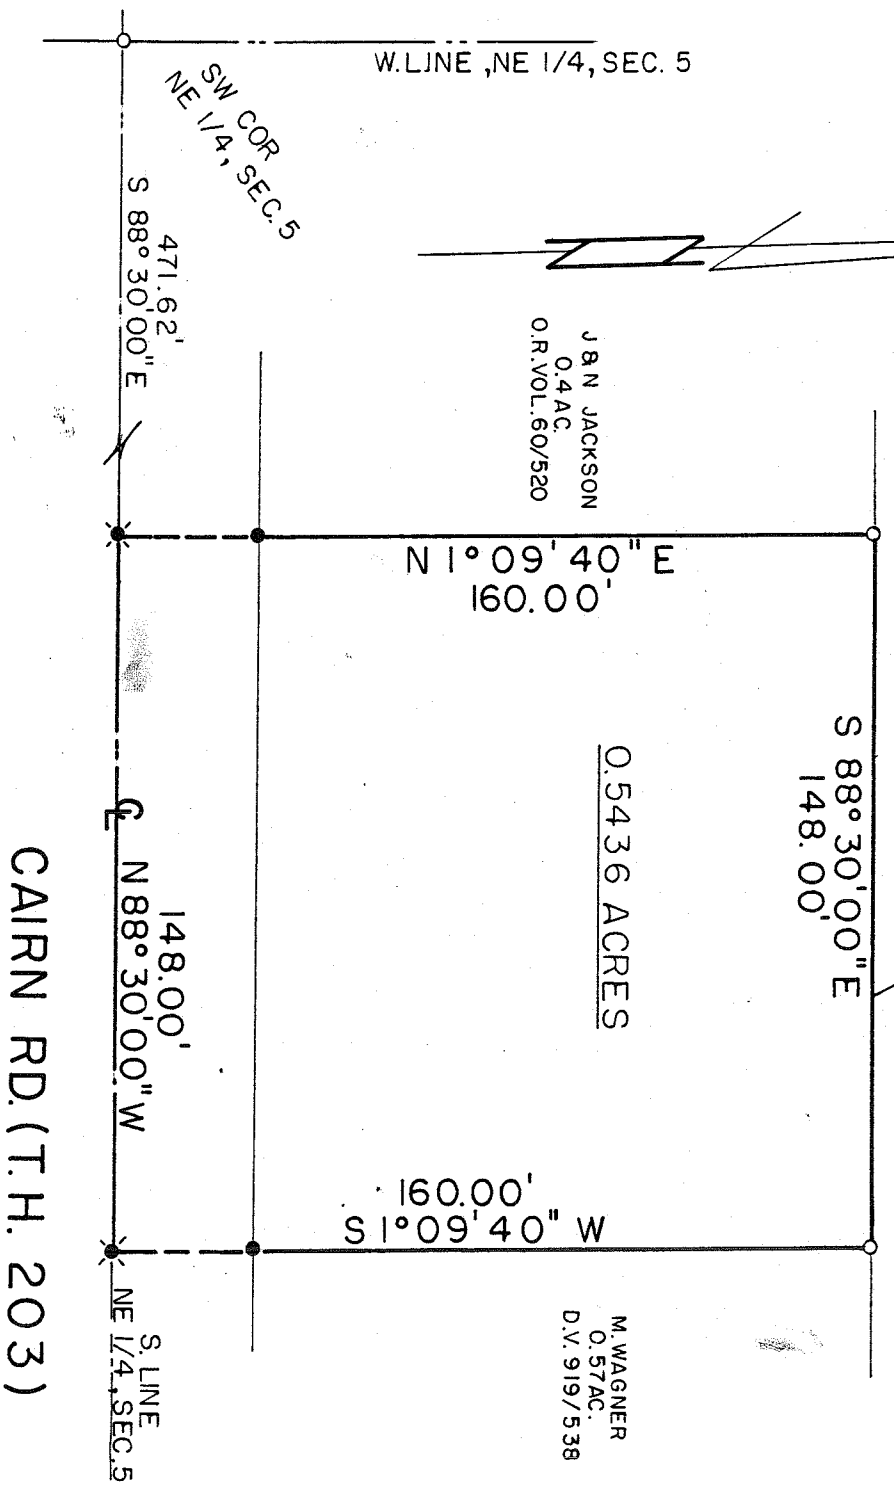 W.LINE ,NE 1/4, SEC. 5
SW COR
NE 1/4, SEC. 5
471.62'
S 88° 30' 00" E
J & N JACKSON
0.4 AC.
O.R.VOL.60/520
N 1° 09' 40" E
160.00'
S 88° 30' 00" E
148.00'
0.5436 ACRES
℄
148.00'
N 88° 30' 00" W
160.00'
S 1° 09' 40" W
M. WAGNER
0.57AC.
D.V. 919/538
S. LINE
NE 1/4, SEC.5
CAIRN RD. (T. H. 203)